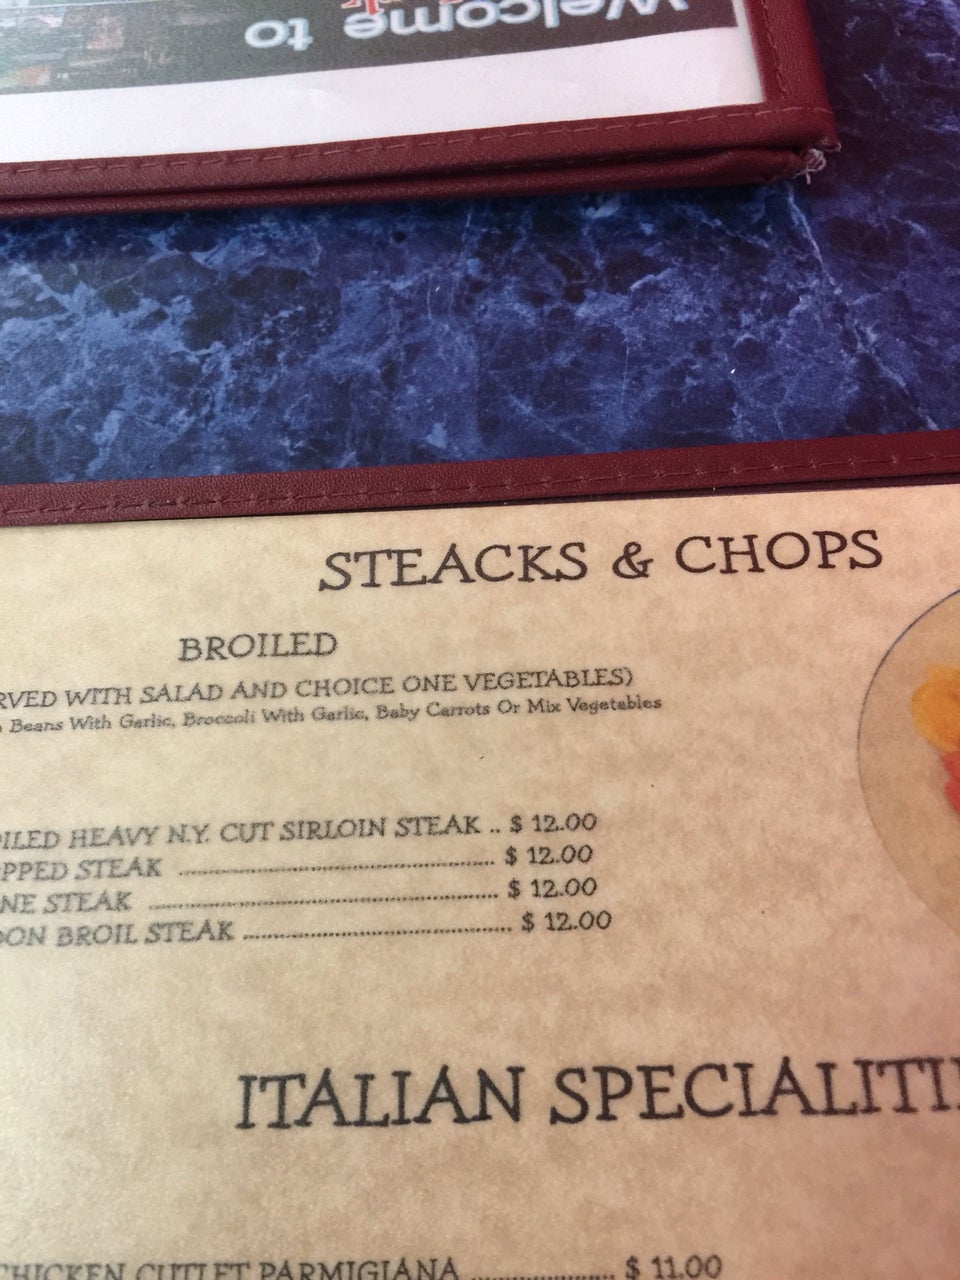 Welcome to
STEACKS & CHOPS
BROILED
RVED WITH SALAD AND CHOICE ONE VEGETABLES)
Beans With Garlic, Broccoli With Garlic, Baby Carrots Or Mix Vegetables
ILED HEAVY N.Y. CUT SIRLOIN STEAK .. $ 12.00
PPED STEAK ................ $ 12.00
NE STEAK ................ $ 12.00
DON BROIL STEAK ................ $ 12.00
ITALIAN SPECIALITI
CHICKEN CUTLET PARMIGIANA ................ $ 11.00